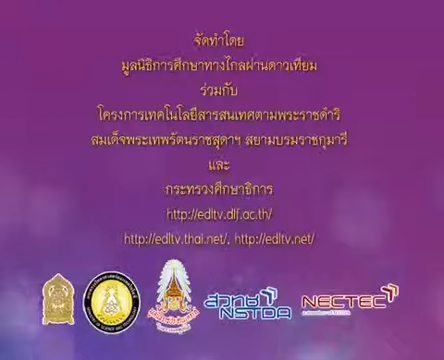 จัดทำโดย
มูลนิธิการศึกษาทางไกลผ่านดาวเทียม
ร่วมกับ
โครงการเทคโนโลยีสารสนเทศตามพระราชดำริ
สมเด็จพระเทพรัตนราชสุดาฯ สยามบรมราชกุมารี
และ
กระทรวงศึกษาธิการ
http://edltv.dlf.ac.th/
http://edltv.thai.net/, http://edltv.net/
สวทช NECTEC
NSTDA